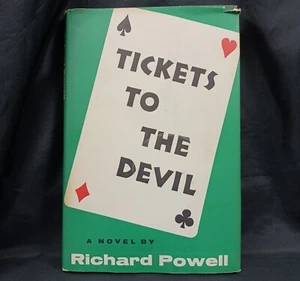 TICKETS
TO
THE
DEVIL
A NOVEL BY
Richard Powell